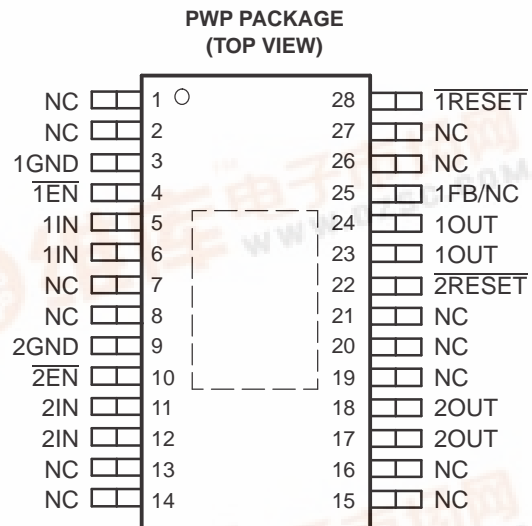 PWP PACKAGE
(TOP VIEW)
NC 1 28 1RESET
NC 2 27 NC
1GND 3 26 NC
1EN 4 25 1FB/NC
1IN 5 24 1OUT
1IN 6 23 1OUT
NC 7 22 2RESET
NC 8 21 NC
2GND 9 20 NC
2EN 10 19 NC
2IN 11 18 2OUT
2IN 12 17 2OUT
NC 13 16 NC
NC 14 15 NC